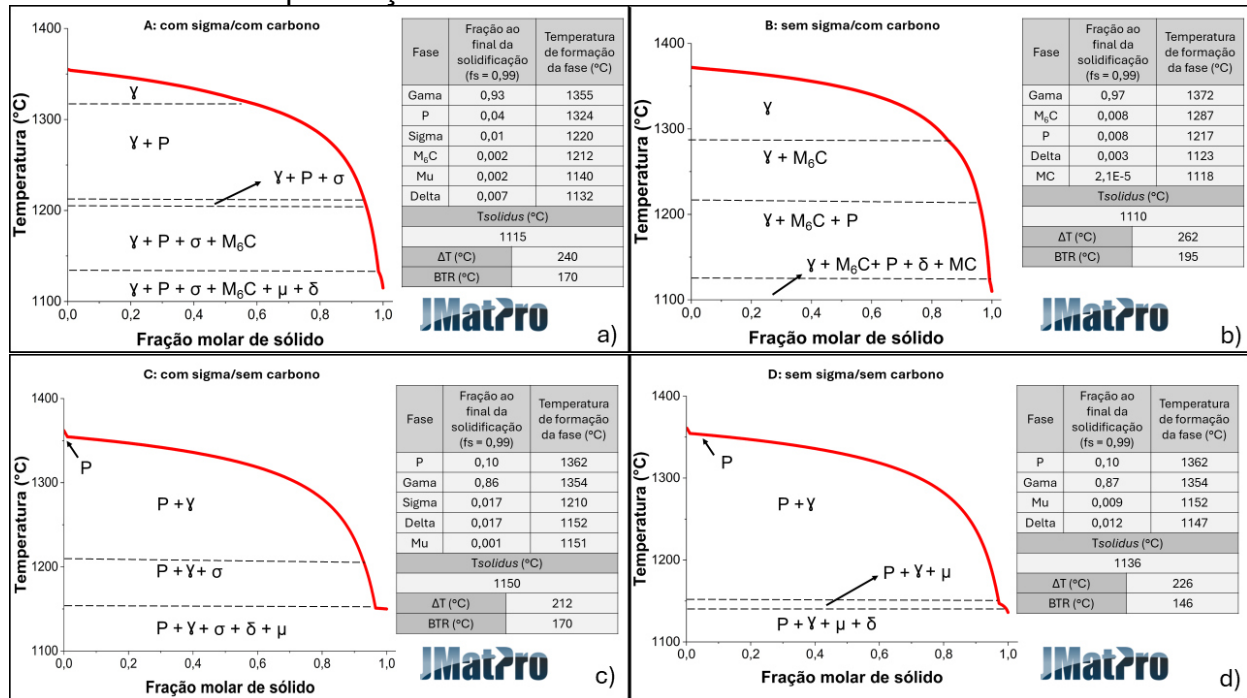 A: com sigma/com carbono
Temperatura (°C)
1400
1300
1200
1100
ɣ
ɣ + P
ɣ + P + σ
ɣ + P + σ + M₆C
ɣ + P + σ + M₆C + μ + δ
0,0 0,2 0,4 0,6 0,8 1,0
Fração molar de sólido
Fase Fração ao final da solidificação (fs = 0,99) Temperatura de formação da fase (°C)
Gama 0,93 1355
P 0,04 1324
Sigma 0,01 1220
M₆C 0,002 1212
Mu 0,002 1140
Delta 0,007 1132
Tsolidus (°C)
1115
ΔT (°C) 240
BTR (°C) 170
JMatPro
a)
B: sem sigma/com carbono
Temperatura (°C)
1400
1300
1200
1100
ɣ
ɣ + M₆C
ɣ + M₆C + P
ɣ + M₆C+ P + δ + MC
0,0 0,2 0,4 0,6 0,8 1,0
Fração molar de sólido
Fase Fração ao final da solidificação (fs = 0,99) Temperatura de formação da fase (°C)
Gama 0,97 1372
M₆C 0,008 1287
P 0,008 1217
Delta 0,003 1123
MC 2,1E-5 1118
Tsolidus (°C)
1110
ΔT (°C) 262
BTR (°C) 195
JMatPro
b)
C: com sigma/sem carbono
Temperatura (°C)
1400
1300
1200
1100
P
P + ɣ
P + ɣ + σ
P + ɣ + σ + δ + μ
0,0 0,2 0,4 0,6 0,8 1,0
Fração molar de sólido
Fase Fração ao final da solidificação (fs = 0,99) Temperatura de formação da fase (°C)
P 0,10 1362
Gama 0,86 1354
Sigma 0,017 1210
Delta 0,017 1152
Mu 0,001 1151
Tsolidus (°C)
1150
ΔT (°C) 212
BTR (°C) 170
JMatPro
c)
D: sem sigma/sem carbono
Temperatura (°C)
1400
1300
1200
1100
P
P + ɣ
P + ɣ + μ
P + ɣ + μ + δ
0,0 0,2 0,4 0,6 0,8 1,0
Fração molar de sólido
Fase Fração ao final da solidificação (fs = 0,99) Temperatura de formação da fase (°C)
P 0,10 1362
Gama 0,87 1354
Mu 0,009 1152
Delta 0,012 1147
Tsolidus (°C)
1136
ΔT (°C) 226
BTR (°C) 146
JMatPro
d)